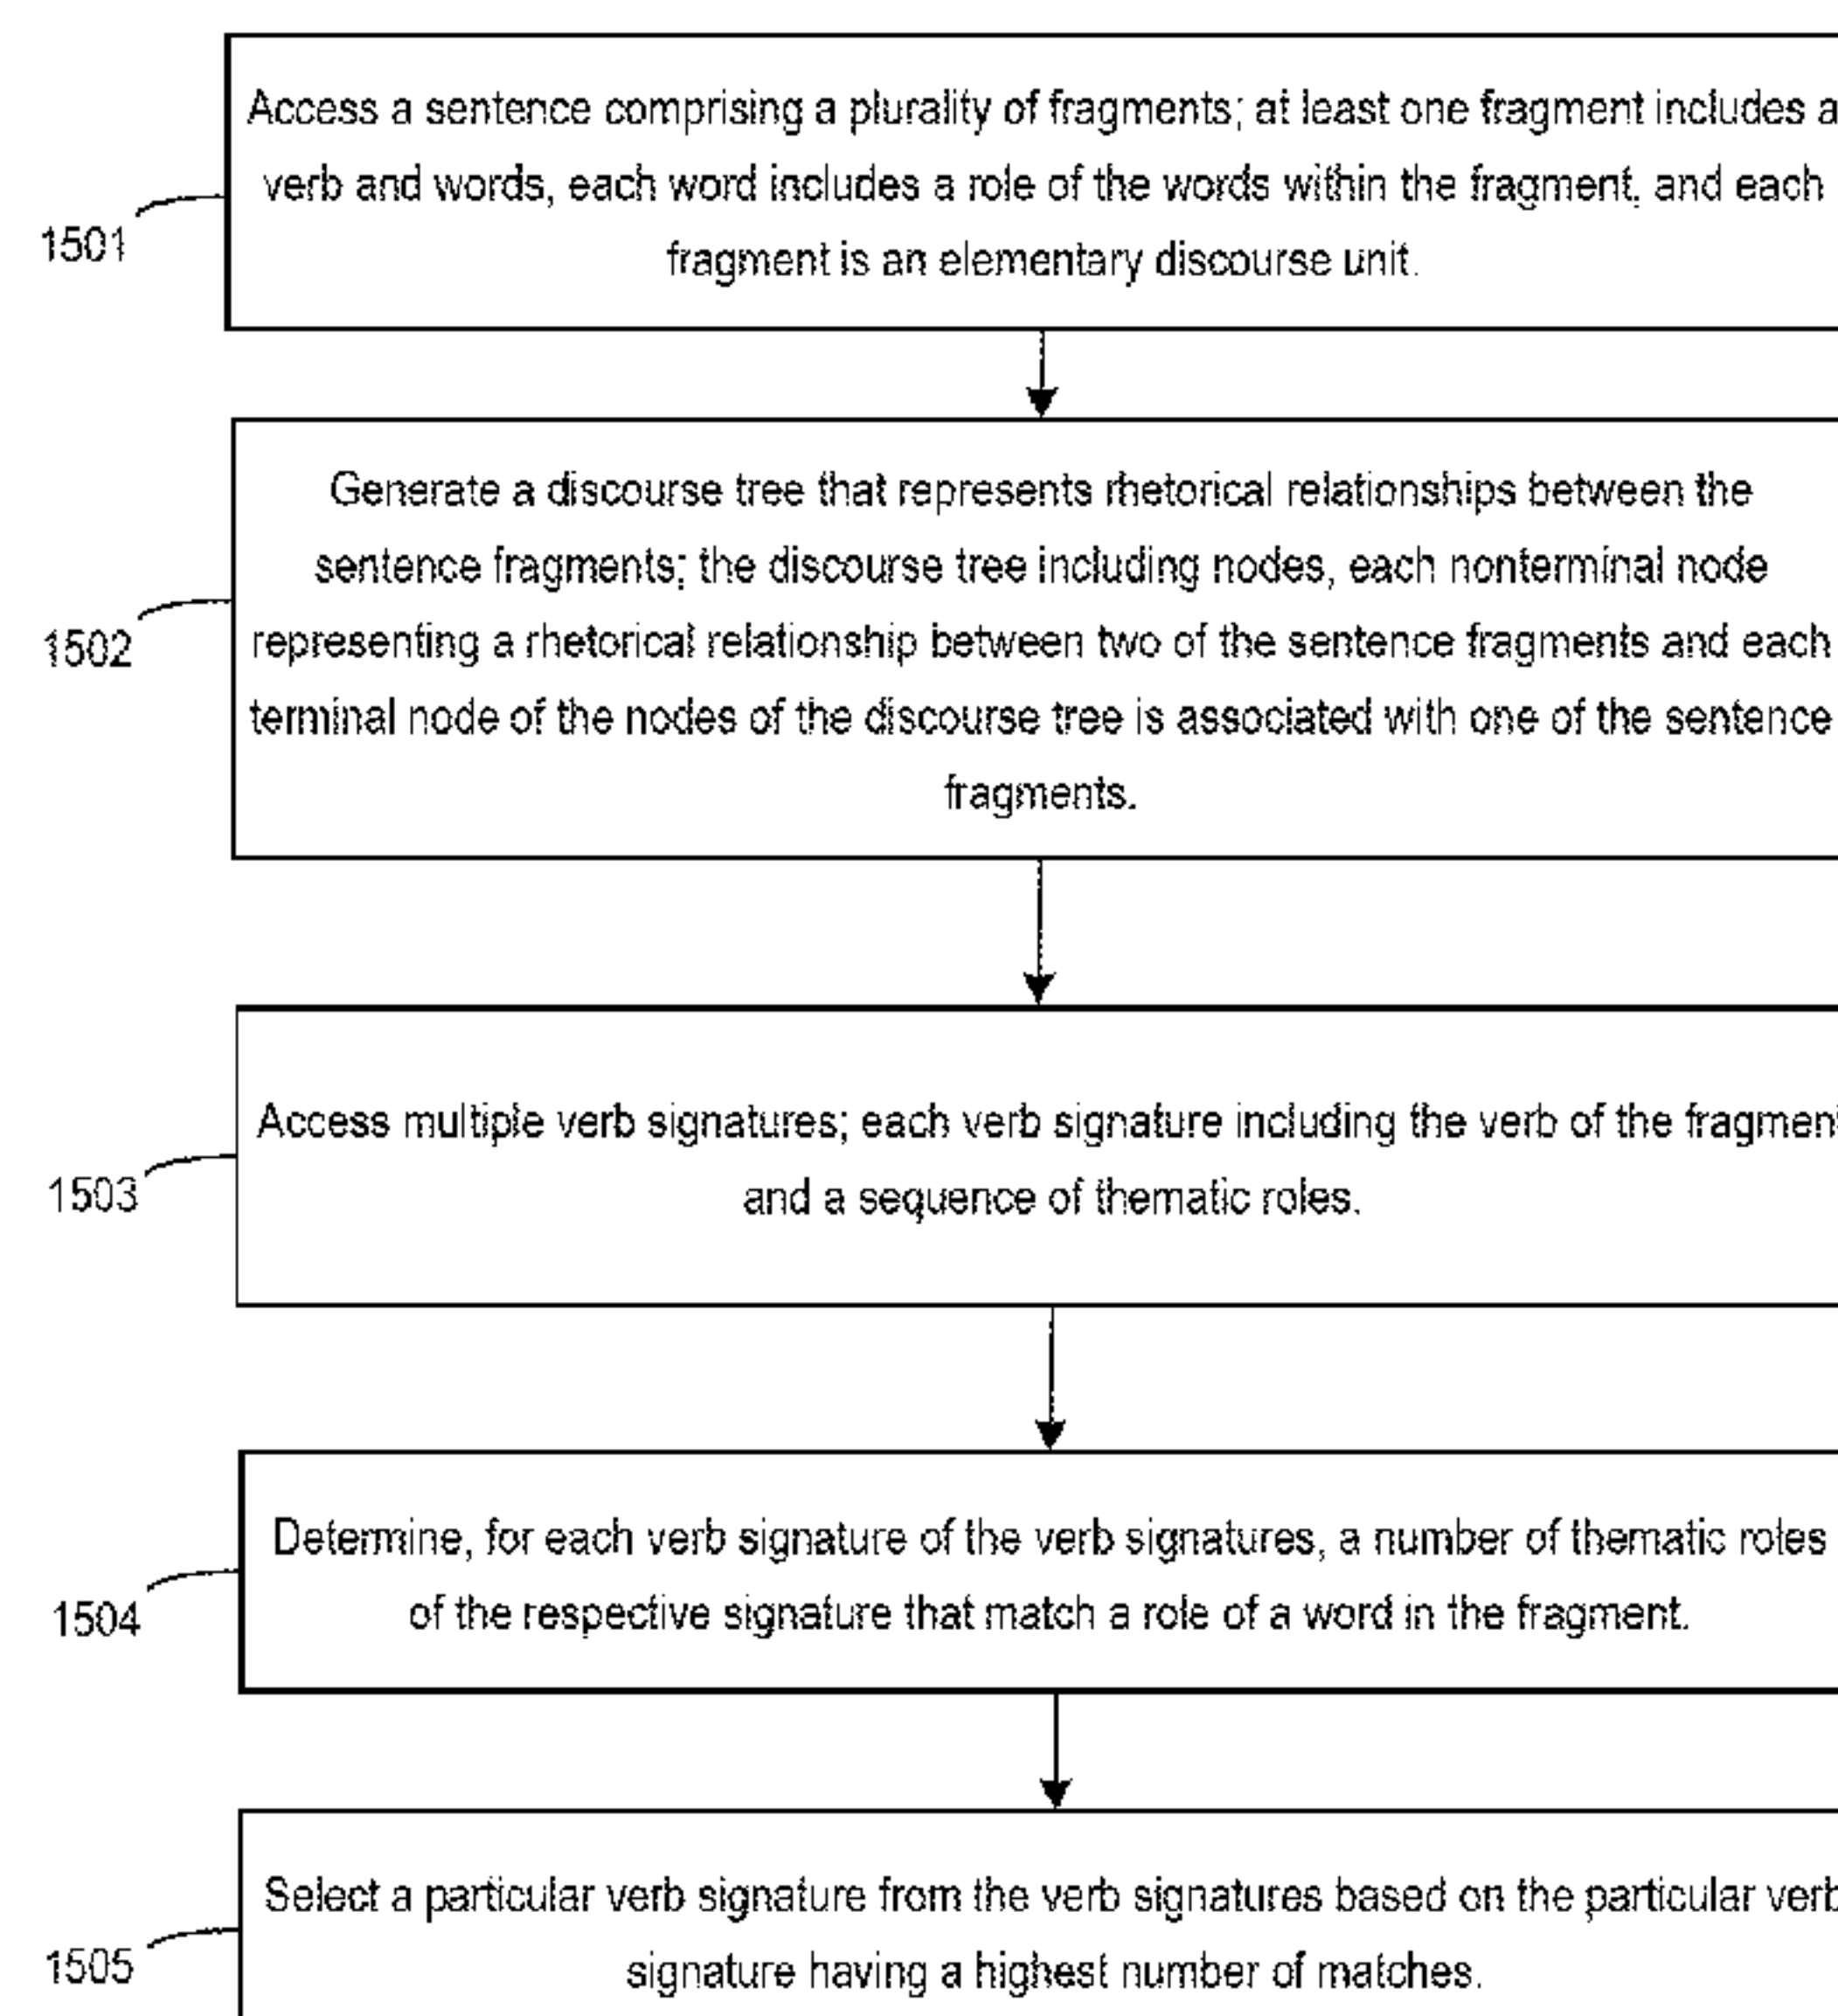 Access a sentence comprising a plurality of fragments; at least one fragment includes a
verb and words, each word includes a role of the words within the fragment, and each
fragment is an elementary discourse unit.
1501
Generate a discourse tree that represents rhetorical relationships between the
sentence fragments; the discourse tree including nodes, each nonterminal node
representing a rhetorical relationship between two of the sentence fragments and each
terminal node of the nodes of the discourse tree is associated with one of the sentence
fragments.
1502
Access multiple verb signatures; each verb signature including the verb of the fragment
and a sequence of thematic roles.
1503
Determine, for each verb signature of the verb signatures, a number of thematic roles
of the respective signature that match a role of a word in the fragment.
1504
Select a particular verb signature from the verb signatures based on the particular verb
signature having a highest number of matches.
1505